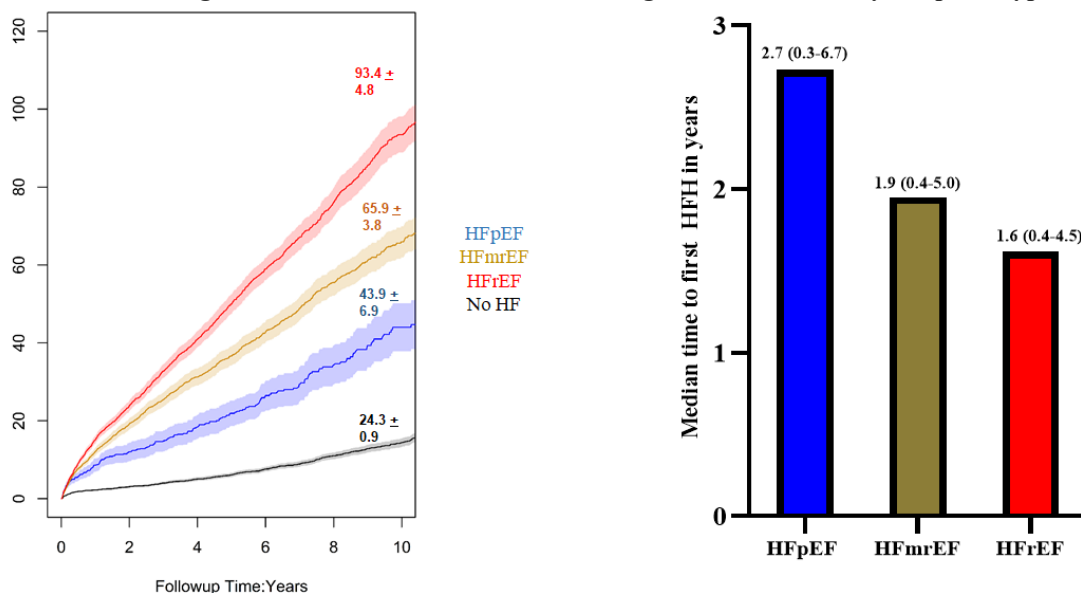 120
100
80
60
40
20
0
93.4 ±
4.8
65.9 ±
3.8
43.9 ±
6.9
24.3 ±
0.9
0 2 4 6 8 10
Followup Time:Years
HFpEF
HFmrEF
HFrEF
No HF
Median time to first HFH in years
3
2
1
0
2.7 (0.3-6.7)
1.9 (0.4-5.0)
1.6 (0.4-4.5)
HFpEF HFmrEF HFrEF